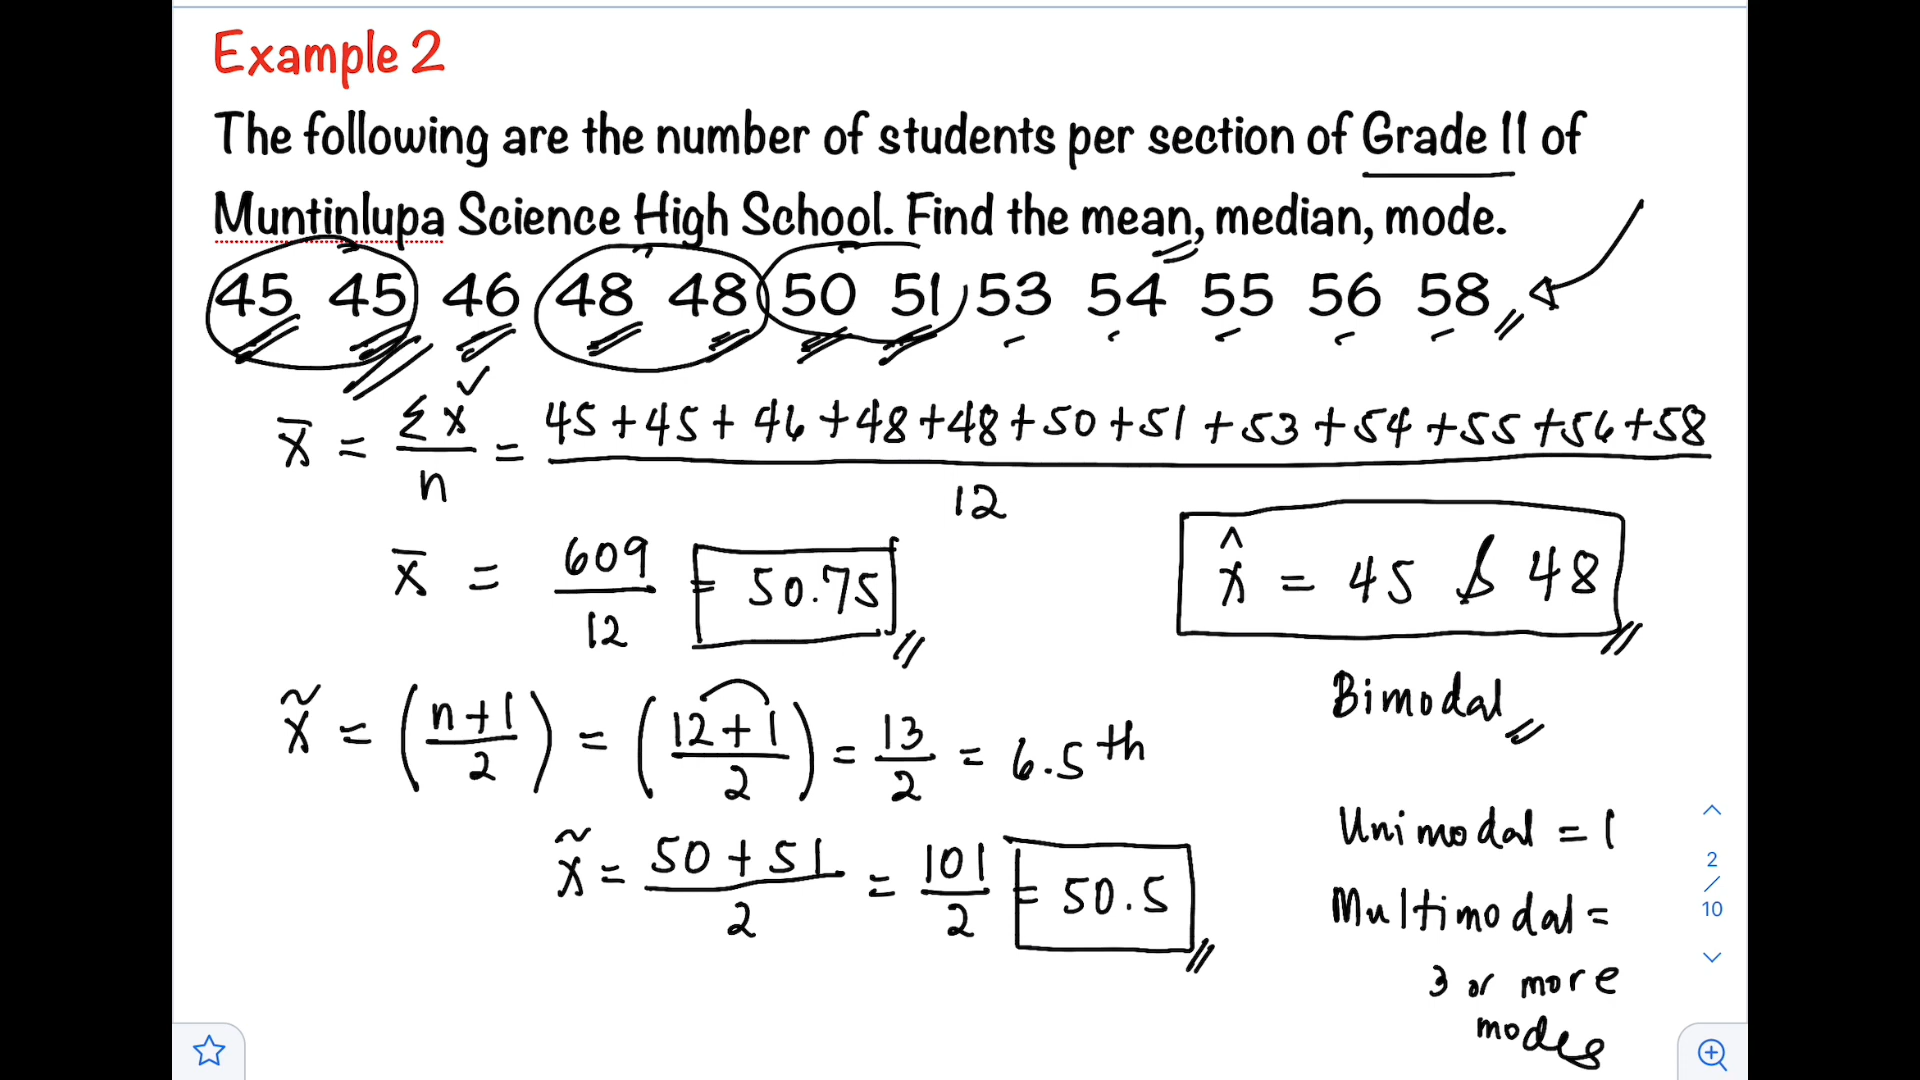 Example 2
The following are the number of students per section of Grade 11 of
Muntinlupa Science High School. Find the mean, median, mode.
45 45 46 48 48 50 51 53 54 55 56 58
x̄ = Σx / n = 45 + 45 + 46 + 48 + 48 + 50 + 51 + 53 + 54 + 55 + 56 + 58 / 12
x̄ = 609 / 12 = 50.75
x̂ = 45 & 48
Bimodal
x̃ = (n+1 / 2) = (12+1 / 2) = 13 / 2 = 6.5th
x̃ = 50 + 51 / 2 = 101 / 2 = 50.5
Unimodal = 1
Multimodal =
3 or more
modes
2
/
10